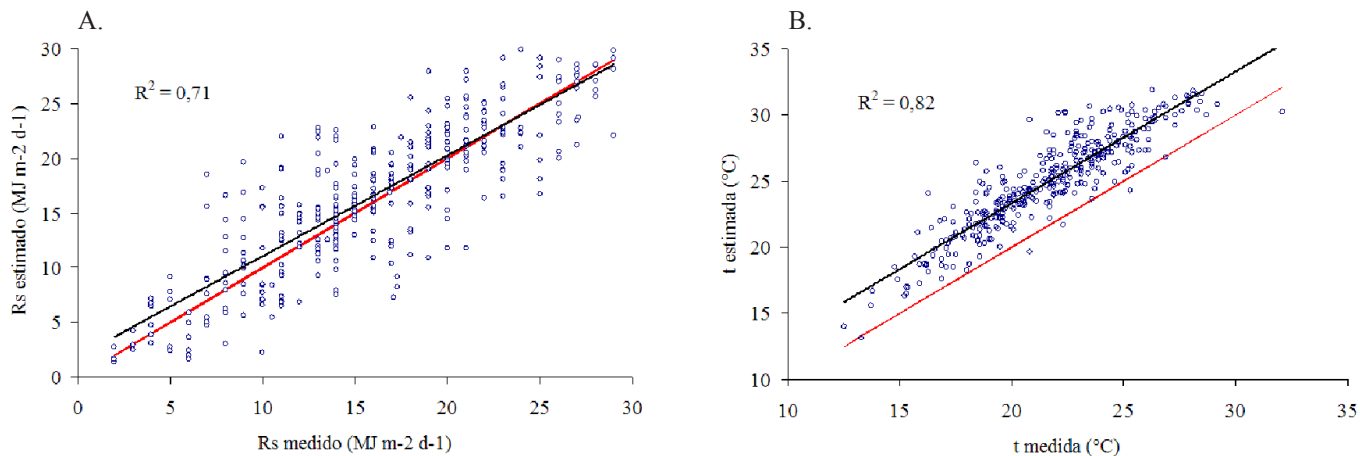 A.
30
25
20
15
10
5
0
Rs estimado (MJ m-2 d-1)
R² = 0,71
0 5 10 15 20 25 30
Rs medido (MJ m-2 d-1)
B.
35
30
25
20
15
10
t estimada (°C)
R² = 0,82
10 15 20 25 30 35
t medida (°C)